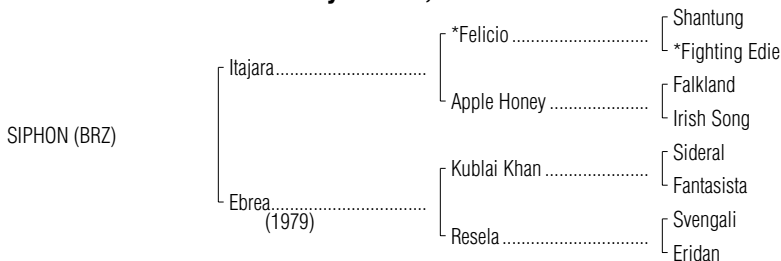 Shantung
*Felicio ..........................................
*Fighting Edie
Itajara...............................
Falkland
Apple Honey ..............................
Irish Song
SIPHON (BRZ)
Sideral
Kublai Khan ...............................
Fantasista
Ebrea................................
(1979)
Svengali
Resela............................................
Eridan